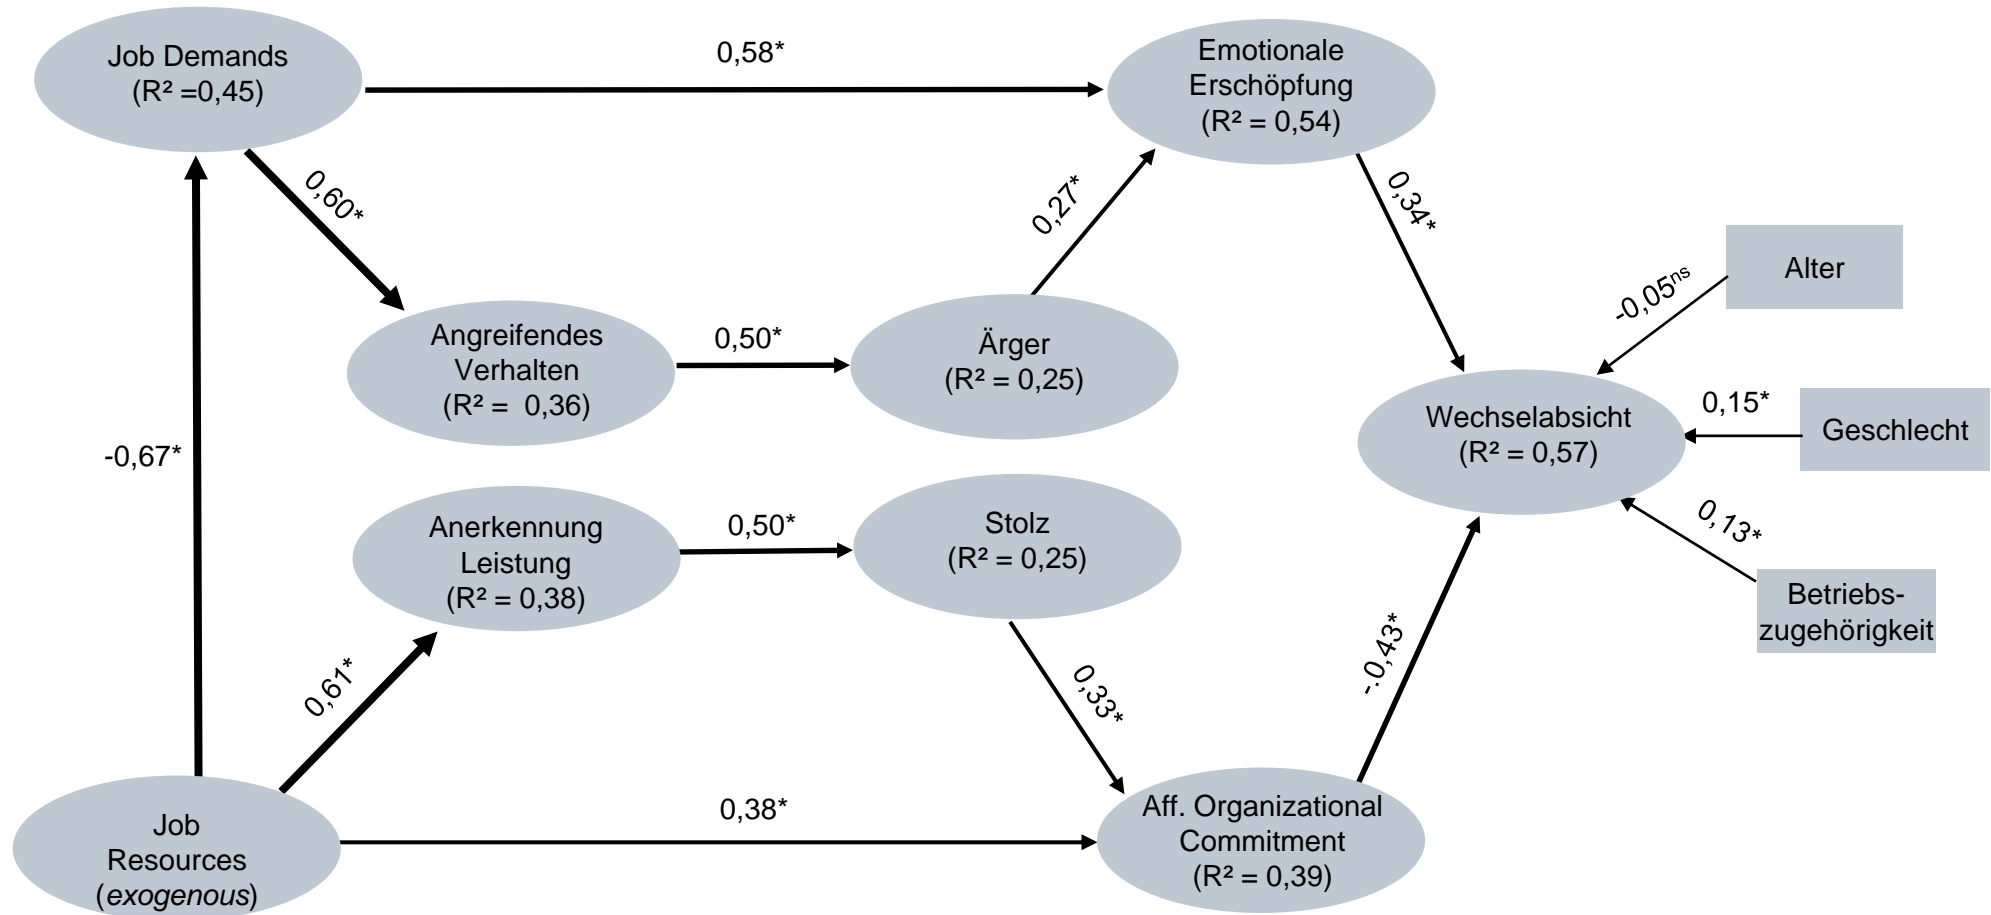 Job Demands
(R² =0,45)
0,58*
Emotionale
Erschöpfung
(R² = 0,54)
0,60*
0,27*
0,34*
Alter
-0,05ns
Angreifendes
Verhalten
(R² =  0,36)
0,50*
Ärger
(R² = 0,25)
Wechselabsicht
(R² = 0,57)
0,15*
Geschlecht
-0,67*
Anerkennung
Leistung
(R² = 0,38)
0,50*
Stolz
(R² = 0,25)
0,13*
Betriebs-
zugehörigkeit
0,61*
0,33*
-.0,43*
Job
Resources
(exogenous)
0,38*
Aff. Organizational
Commitment
(R² = 0,39)